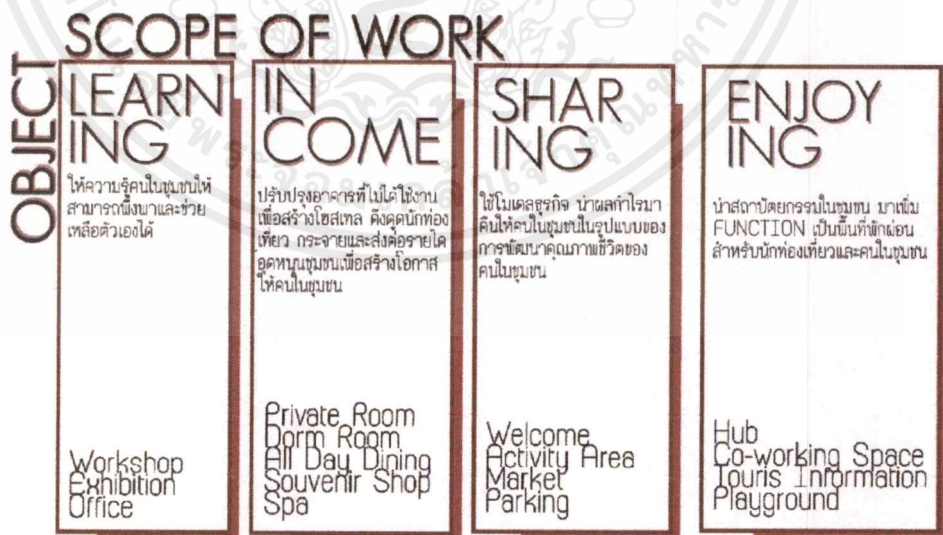 SCOPE OF WORK
OBJECT
LEARN
ING
ให้ความรู้คนในชุมชนให้
สามารถพึ่งพาและช่วย
เหลือตัวเองได้
Workshop
Exhibition
Office
IN
COME
ปรับปรุงอาคารที่ไม่ได้ใช้งาน
เพื่อสร้างโฮสเทล ดึงดูดนักท่อง
เที่ยว กระจายและส่งต่อรายได้
อุดหนุนชุมชนเพื่อสร้างโอกาส
ให้คนในชุมชน
Private Room
Dorm Room
All Day Dining
Souvenir Shop
Spa
SHAR
ING
ใช้โมเดลธุรกิจ นำผลกำไรมา
คืนให้คนในชุมชนในรูปแบบของ
การพัฒนาคุณภาพชีวิตของ
คนในชุมชน
Welcome
Activity Area
Market
Parking
ENJOY
ING
นำสถาปัตยกรรมในชุมชน มาเพิ่ม
FUNCTION เป็นพื้นที่พักผ่อน
สำหรับนักท่องเที่ยวและคนในชุมชน
Hub
Co-working Space
Touris Information
Playground